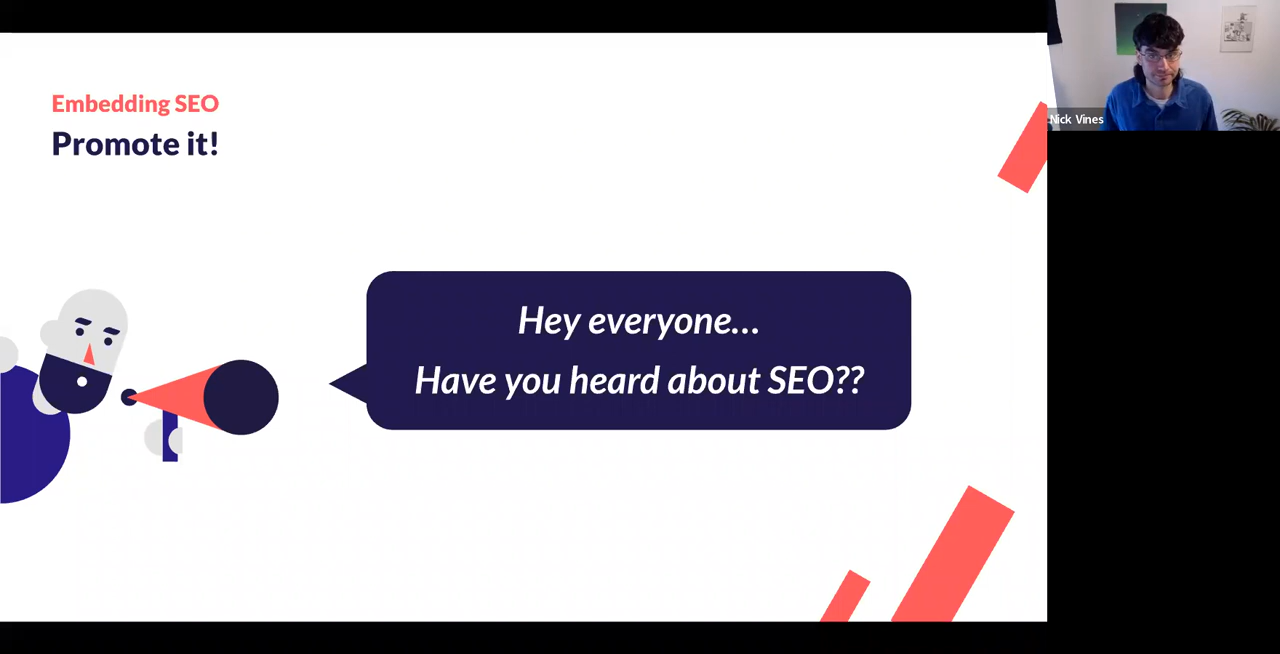 Embedding SEO
Promote it!
Hey everyone...
Have you heard about SEO??
Nick Vines